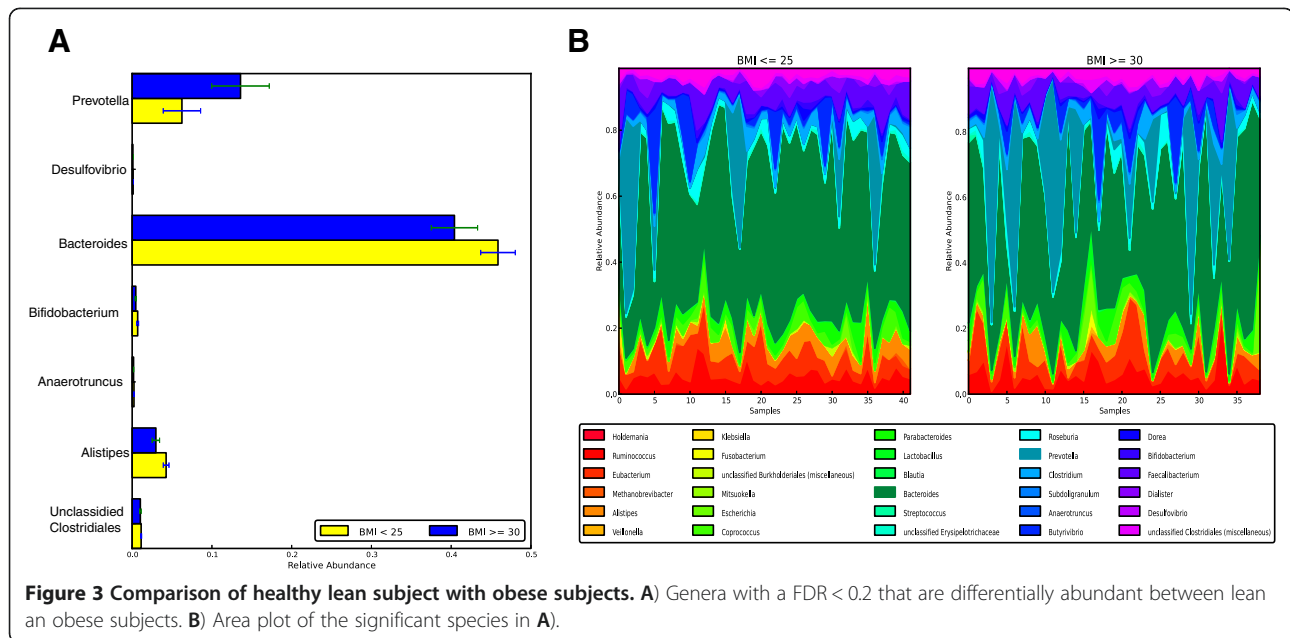 A
Prevotella
Desulfovibrio
Bacteroides
Bifidobacterium
Anaerotruncus
Alistipes
Unclassidied
Clostridiales
BMI < 25
BMI >= 30
0.0
0.1
0.2
0.3
0.4
0.5
Relative Abundance
B
BMI <= 25
Relative Abundance
0.8
0.6
0.4
0.2
0,0
0
5
10
15
20
25
30
35
40
Samples
BMI >= 30
Relative Abundance
0.8
0.6
0.4
0.2
0.0
0
5
10
15
20
25
30
35
Samples
Holdemania
Ruminococcus
Eubacterium
Methanobrevibacter
Alistipes
Veillonella
Klebsiella
Fusobacterium
unclassified Burkholderiales (miscellaneous)
Mitsuokella
Escherichia
Coprococcus
Parabacteroides
Lactobacillus
Blautia
Bacteroides
Streptococcus
unclassified Erysipelotrichaceae
Roseburia
Prevotella
Clostridium
Subdoligranulum
Anaerotruncus
Butyrivibrio
Dorea
Bifidobacterium
Faecalibacterium
Dialister
Desulfovibrio
unclassified Clostridiales (miscellaneous)
Figure 3 Comparison of healthy lean subject with obese subjects. A) Genera with a FDR < 0.2 that are differentially abundant between lean
an obese subjects. B) Area plot of the significant species in A).